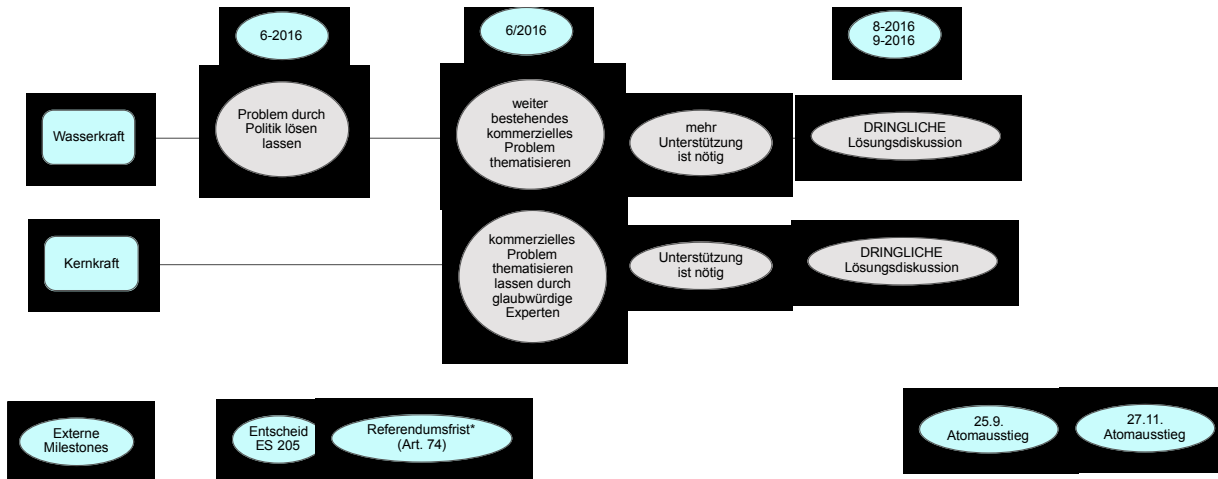 6-2016
6/2016
8-2016
9-2016
Wasserkraft
Problem durch
Politik lösen
lassen
weiter
bestehendes
kommerzielles
Problem
thematisieren
mehr
Unterstützung
ist nötig
DRINGLICHE
Lösungsdiskussion
Kernkraft
kommerzielles
Problem
thematisieren
lassen durch
glaubwürdige
Experten
Unterstützung
ist nötig
DRINGLICHE
Lösungsdiskussion
Externe
Milestones
Entscheid
ES 205
Referendumsfrist*
(Art. 74)
25.9.
Atomausstieg
27.11.
Atomausstieg